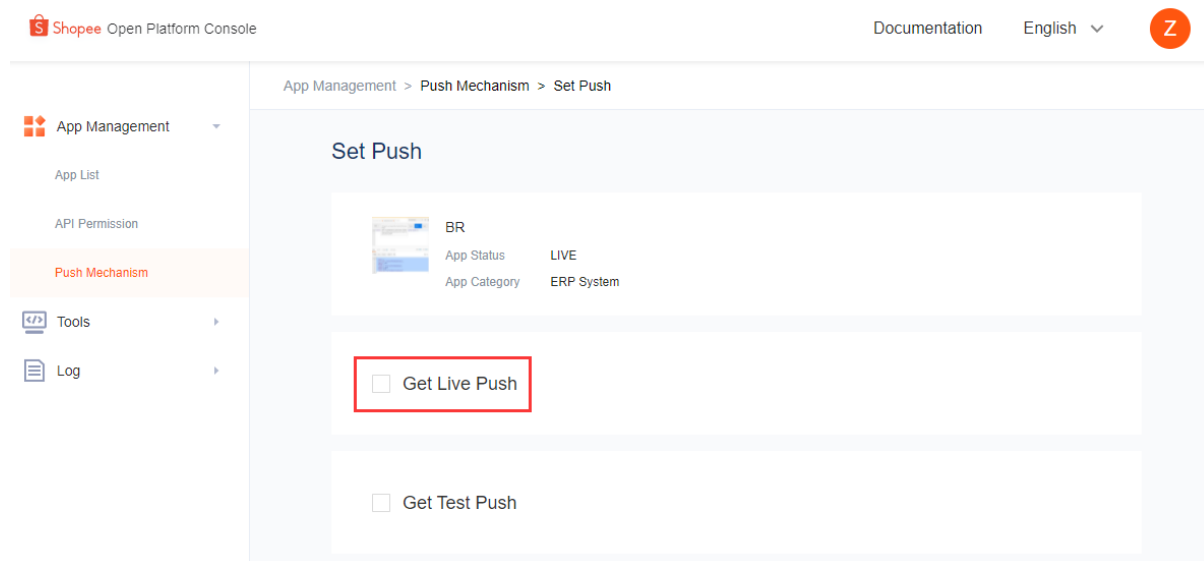 Shopee Open Platform Console
Documentation
English
Z
App Management > Push Mechanism > Set Push
App Management
App List
API Permission
Push Mechanism
Tools
Log
Set Push
BR
App Status LIVE
App Category ERP System
Get Live Push
Get Test Push